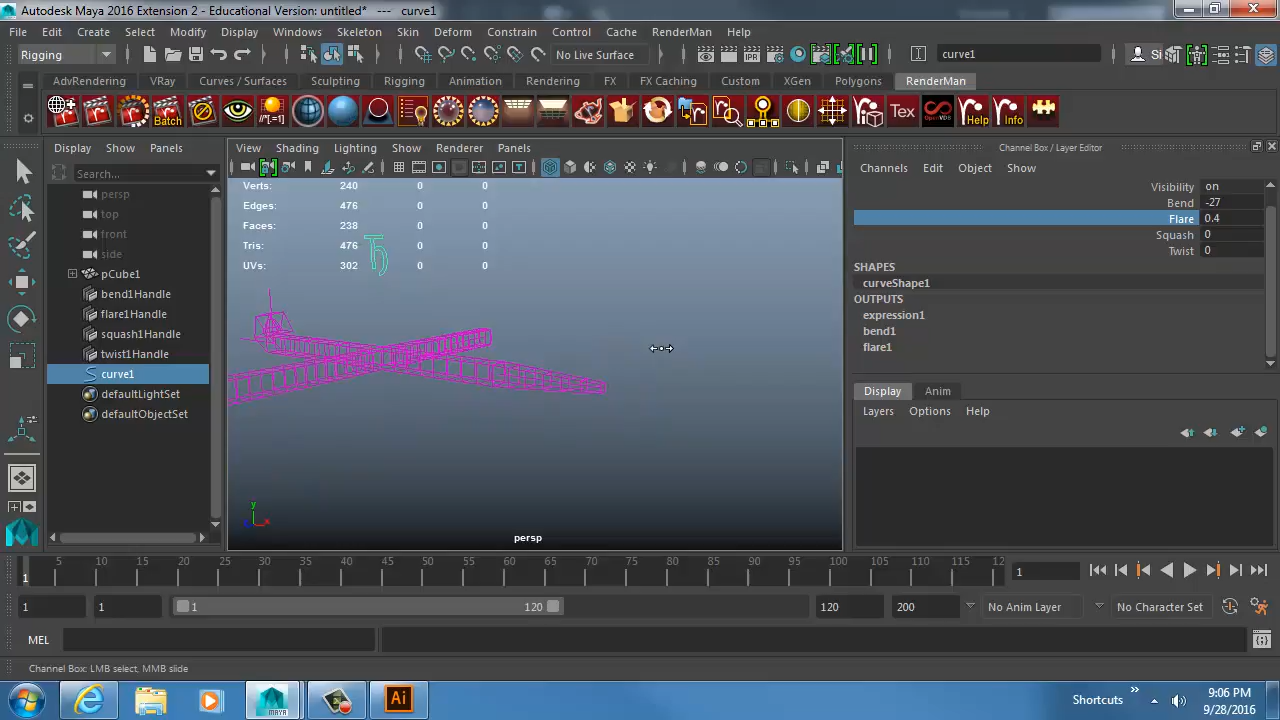 Autodesk Maya 2016 Extension 2 - Educational Version: untitled* --- curve1
File Edit Create Select Modify Display Windows Skeleton Skin Deform Constrain Control Cache RenderMan Help
Rigging No Live Surface curve1 Si
AdvRendering VRay Curves / Surfaces Sculpting Rigging Animation Rendering FX FX Caching Custom XGen Polygons RenderMan
Batch //*[.=1] Tex OpenVDB Help Info
Display Show Panels
Search...
persp
top
front
side
pCube1
bend1Handle
flare1Handle
squash1Handle
twist1Handle
curve1
defaultLightSet
defaultObjectSet
View Shading Lighting Show Renderer Panels
Verts: 240 0 0
Edges: 476 0 0
Faces: 238 0 0
Tris: 476 0 0
UVs: 302 0 0
y
x
persp
Channel Box / Layer Editor
Channels Edit Object Show
Visibility on
Bend -27
Flare 0.4
Squash 0
Twist 0
SHAPES
curveShape1
OUTPUTS
expression1
bend1
flare1
Display Anim
Layers Options Help
5 10 15 20 25 30 35 40 45 50 55 60 65 70 75 80 85 90 95 100 105 110 115 12
1 1
1 1 1 120 120 200 No Anim Layer No Character Set
MEL
Channel Box: LMB select, MMB slide
MAYA Ai Shortcuts 9:06 PM
9/28/2016